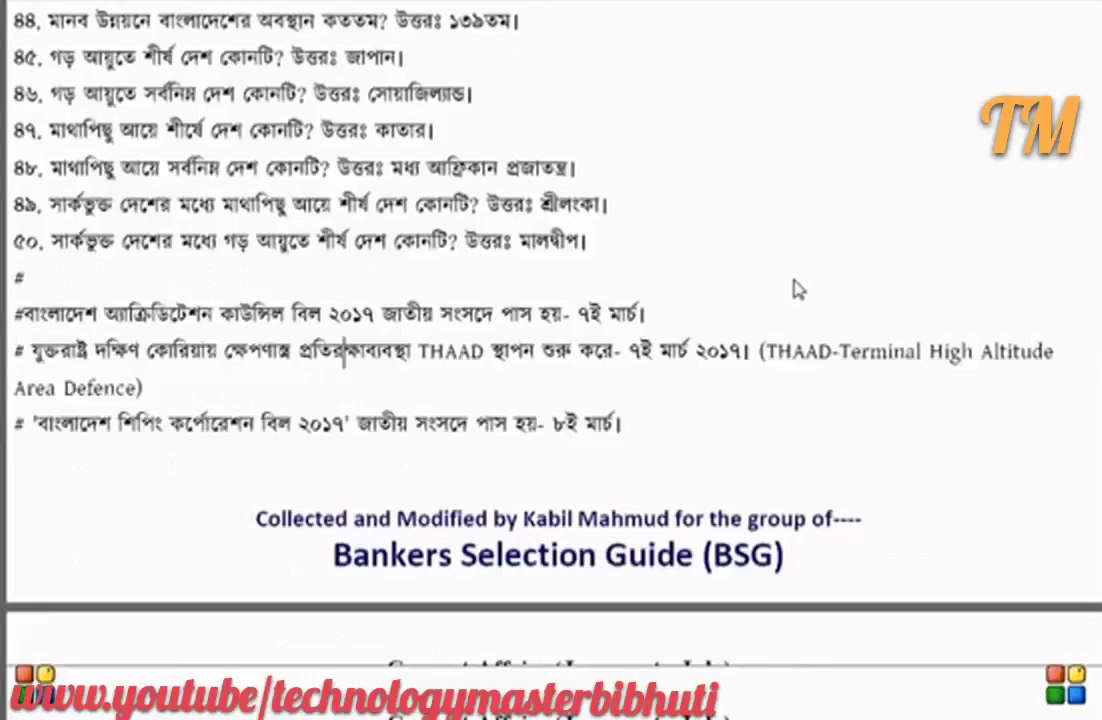 ৪৪. মানব উন্নয়নে বাংলাদেশের অবস্থান কততম? উত্তরঃ ১৩৯তম।
৪৫. গড় আয়ুতে শীর্ষ দেশ কোনটি? উত্তরঃ জাপান।
৪৬. গড় আয়ুতে সর্বনিম্ন দেশ কোনটি? উত্তরঃ সোয়াজিল্যান্ড।
৪৭. মাথাপিছু আয়ে শীর্ষে দেশ কোনটি? উত্তরঃ কাতার।
৪৮. মাথাপিছু আয়ে সর্বনিম্ন দেশ কোনটি? উত্তরঃ মধ্য আফ্রিকান প্রজাতন্ত্র।
৪৯. সার্কভুক্ত দেশের মধ্যে মাথাপিছু আয়ে শীর্ষ দেশ কোনটি? উত্তরঃ শ্রীলংকা।
৫০. সার্কভুক্ত দেশের মধ্যে গড় আয়ুতে শীর্ষ দেশ কোনটি? উত্তরঃ মালদ্বীপ।
#
#বাংলাদেশ অ্যাক্রিডিটেশন কাউন্সিল বিল ২০১৭ জাতীয় সংসদে পাস হয়- ৭ই মার্চ।
# যুক্তরাষ্ট্র দক্ষিণ কোরিয়ায় ক্ষেপণাস্ত্র প্রতিরক্ষাব্যবস্থা THAAD স্থাপন শুরু করে- ৭ই মার্চ ২০১৭। (THAAD-Terminal High Altitude
Area Defence)
# 'বাংলাদেশ শিপিং কর্পোরেশন বিল ২০১৭' জাতীয় সংসদে পাস হয়- ৮ই মার্চ।
Collected and Modified by Kabil Mahmud for the group of----
Bankers Selection Guide (BSG)
TM
www.youtube/technologymasterbibhuti